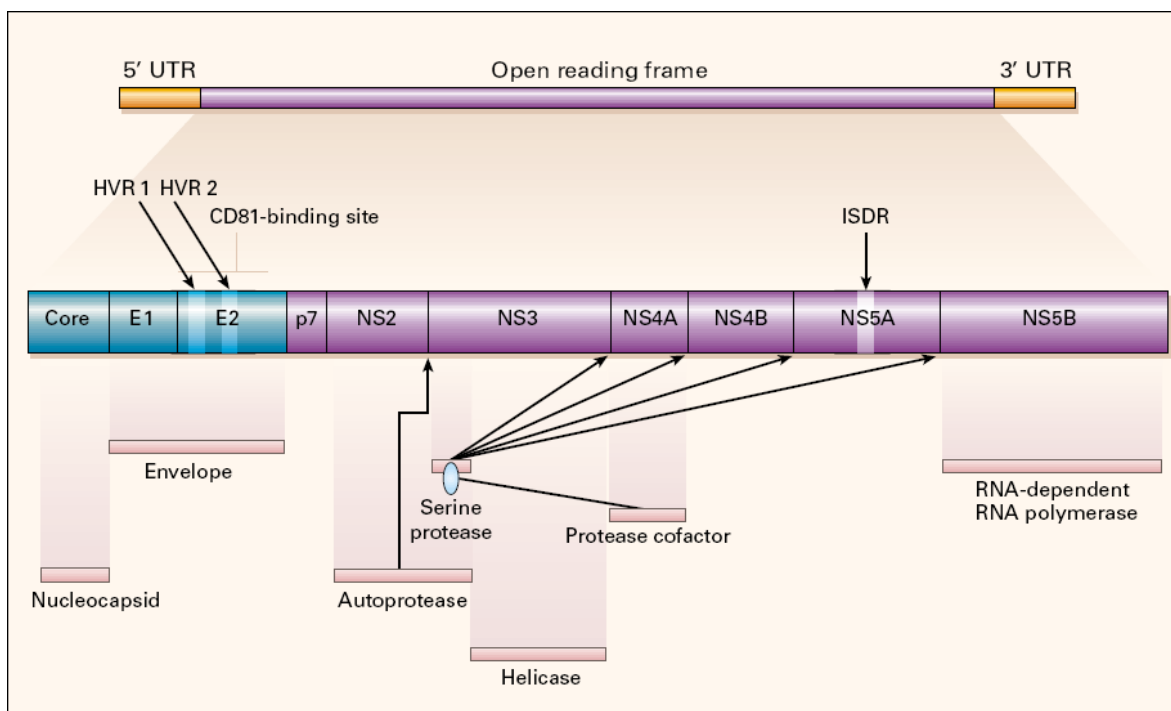 5′ UTR
Open reading frame
3′ UTR
HVR 1
HVR 2
CD81-binding site
ISDR
Core
E1
E2
p7
NS2
NS3
NS4A
NS4B
NS5A
NS5B
Envelope
Serine
protease
Protease cofactor
RNA-dependent
RNA polymerase
Nucleocapsid
Autoprotease
Helicase